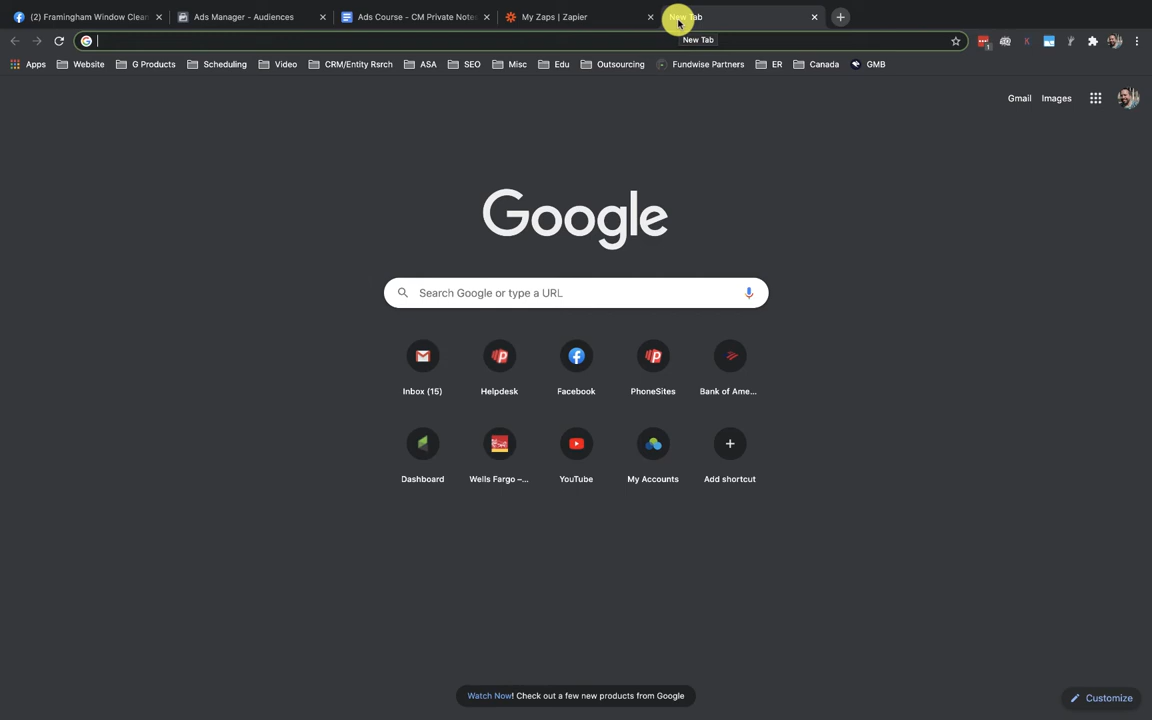 (2) Framingham Window Clean
Ads Manager - Audiences
Ads Course - CM Private Notes
My Zaps | Zapier
New Tab
New Tab
Apps
Website
G Products
Scheduling
Video
CRM/Entity Rsrch
ASA
SEO
Misc
Edu
Outsourcing
Fundwise Partners
ER
Canada
GMB
Gmail
Images
Google
Search Google or type a URL
Inbox (15)
Helpdesk
Facebook
PhoneSites
Bank of Ame...
Dashboard
Wells Fargo –...
YouTube
My Accounts
Add shortcut
Watch Now! Check out a few new products from Google
Customize